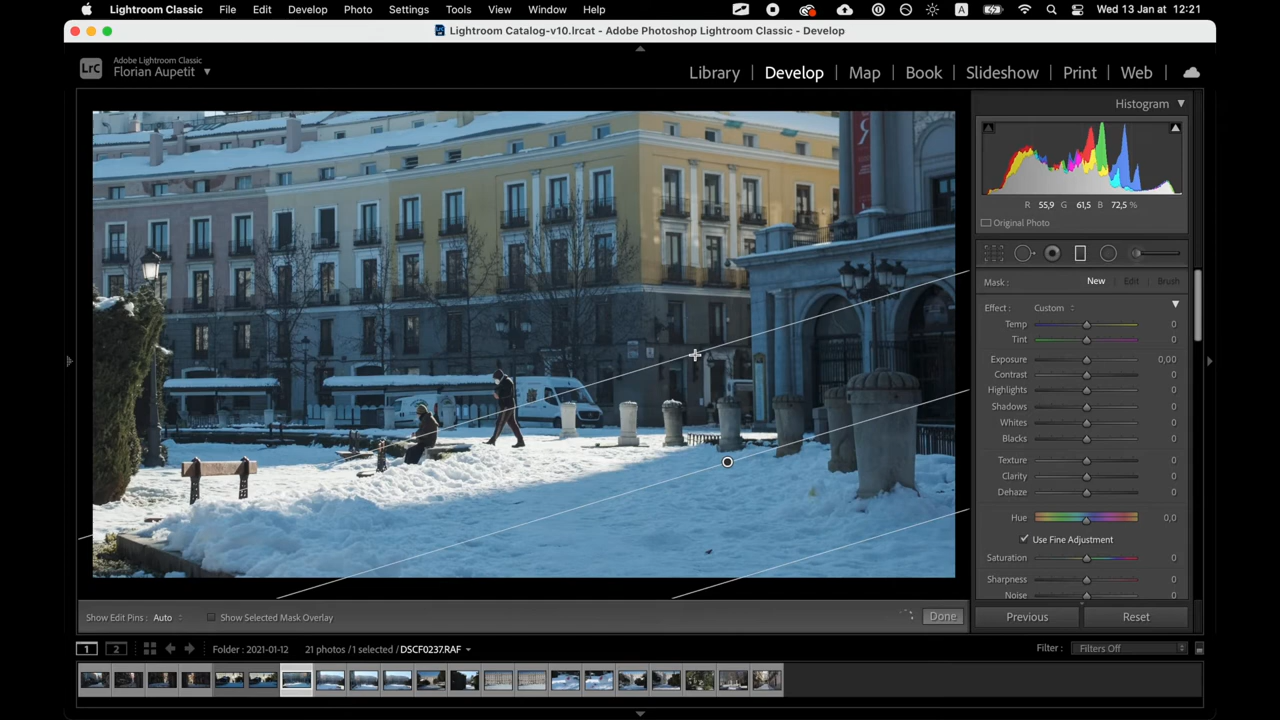 Lightroom Classic File Edit Develop Photo Settings Tools View Window Help A Wed 13 Jan at 12:21
Lightroom Catalog-v10.lrcat - Adobe Photoshop Lightroom Classic - Develop
LrC
Adobe Lightroom Classic
Florian Aupetit
Library | Develop | Map | Book | Slideshow | Print | Web
Histogram
R 55,9 G 61,5 B 72,5 %
Original Photo
Mask : New Edit Brush
Effect : Custom
Temp 0
Tint 0
Exposure 0,00
Contrast 0
Highlights 0
Shadows 0
Whites 0
Blacks 0
Texture 0
Clarity 0
Dehaze 0
Hue 0,0
Use Fine Adjustment
Saturation 0
Sharpness 0
Noise 0
Show Edit Pins : Auto Show Selected Mask Overlay Done
Previous Reset
1 2 Folder : 2021-01-12 21 photos / 1 selected / DSCF0237.RAF Filter : Filters Off